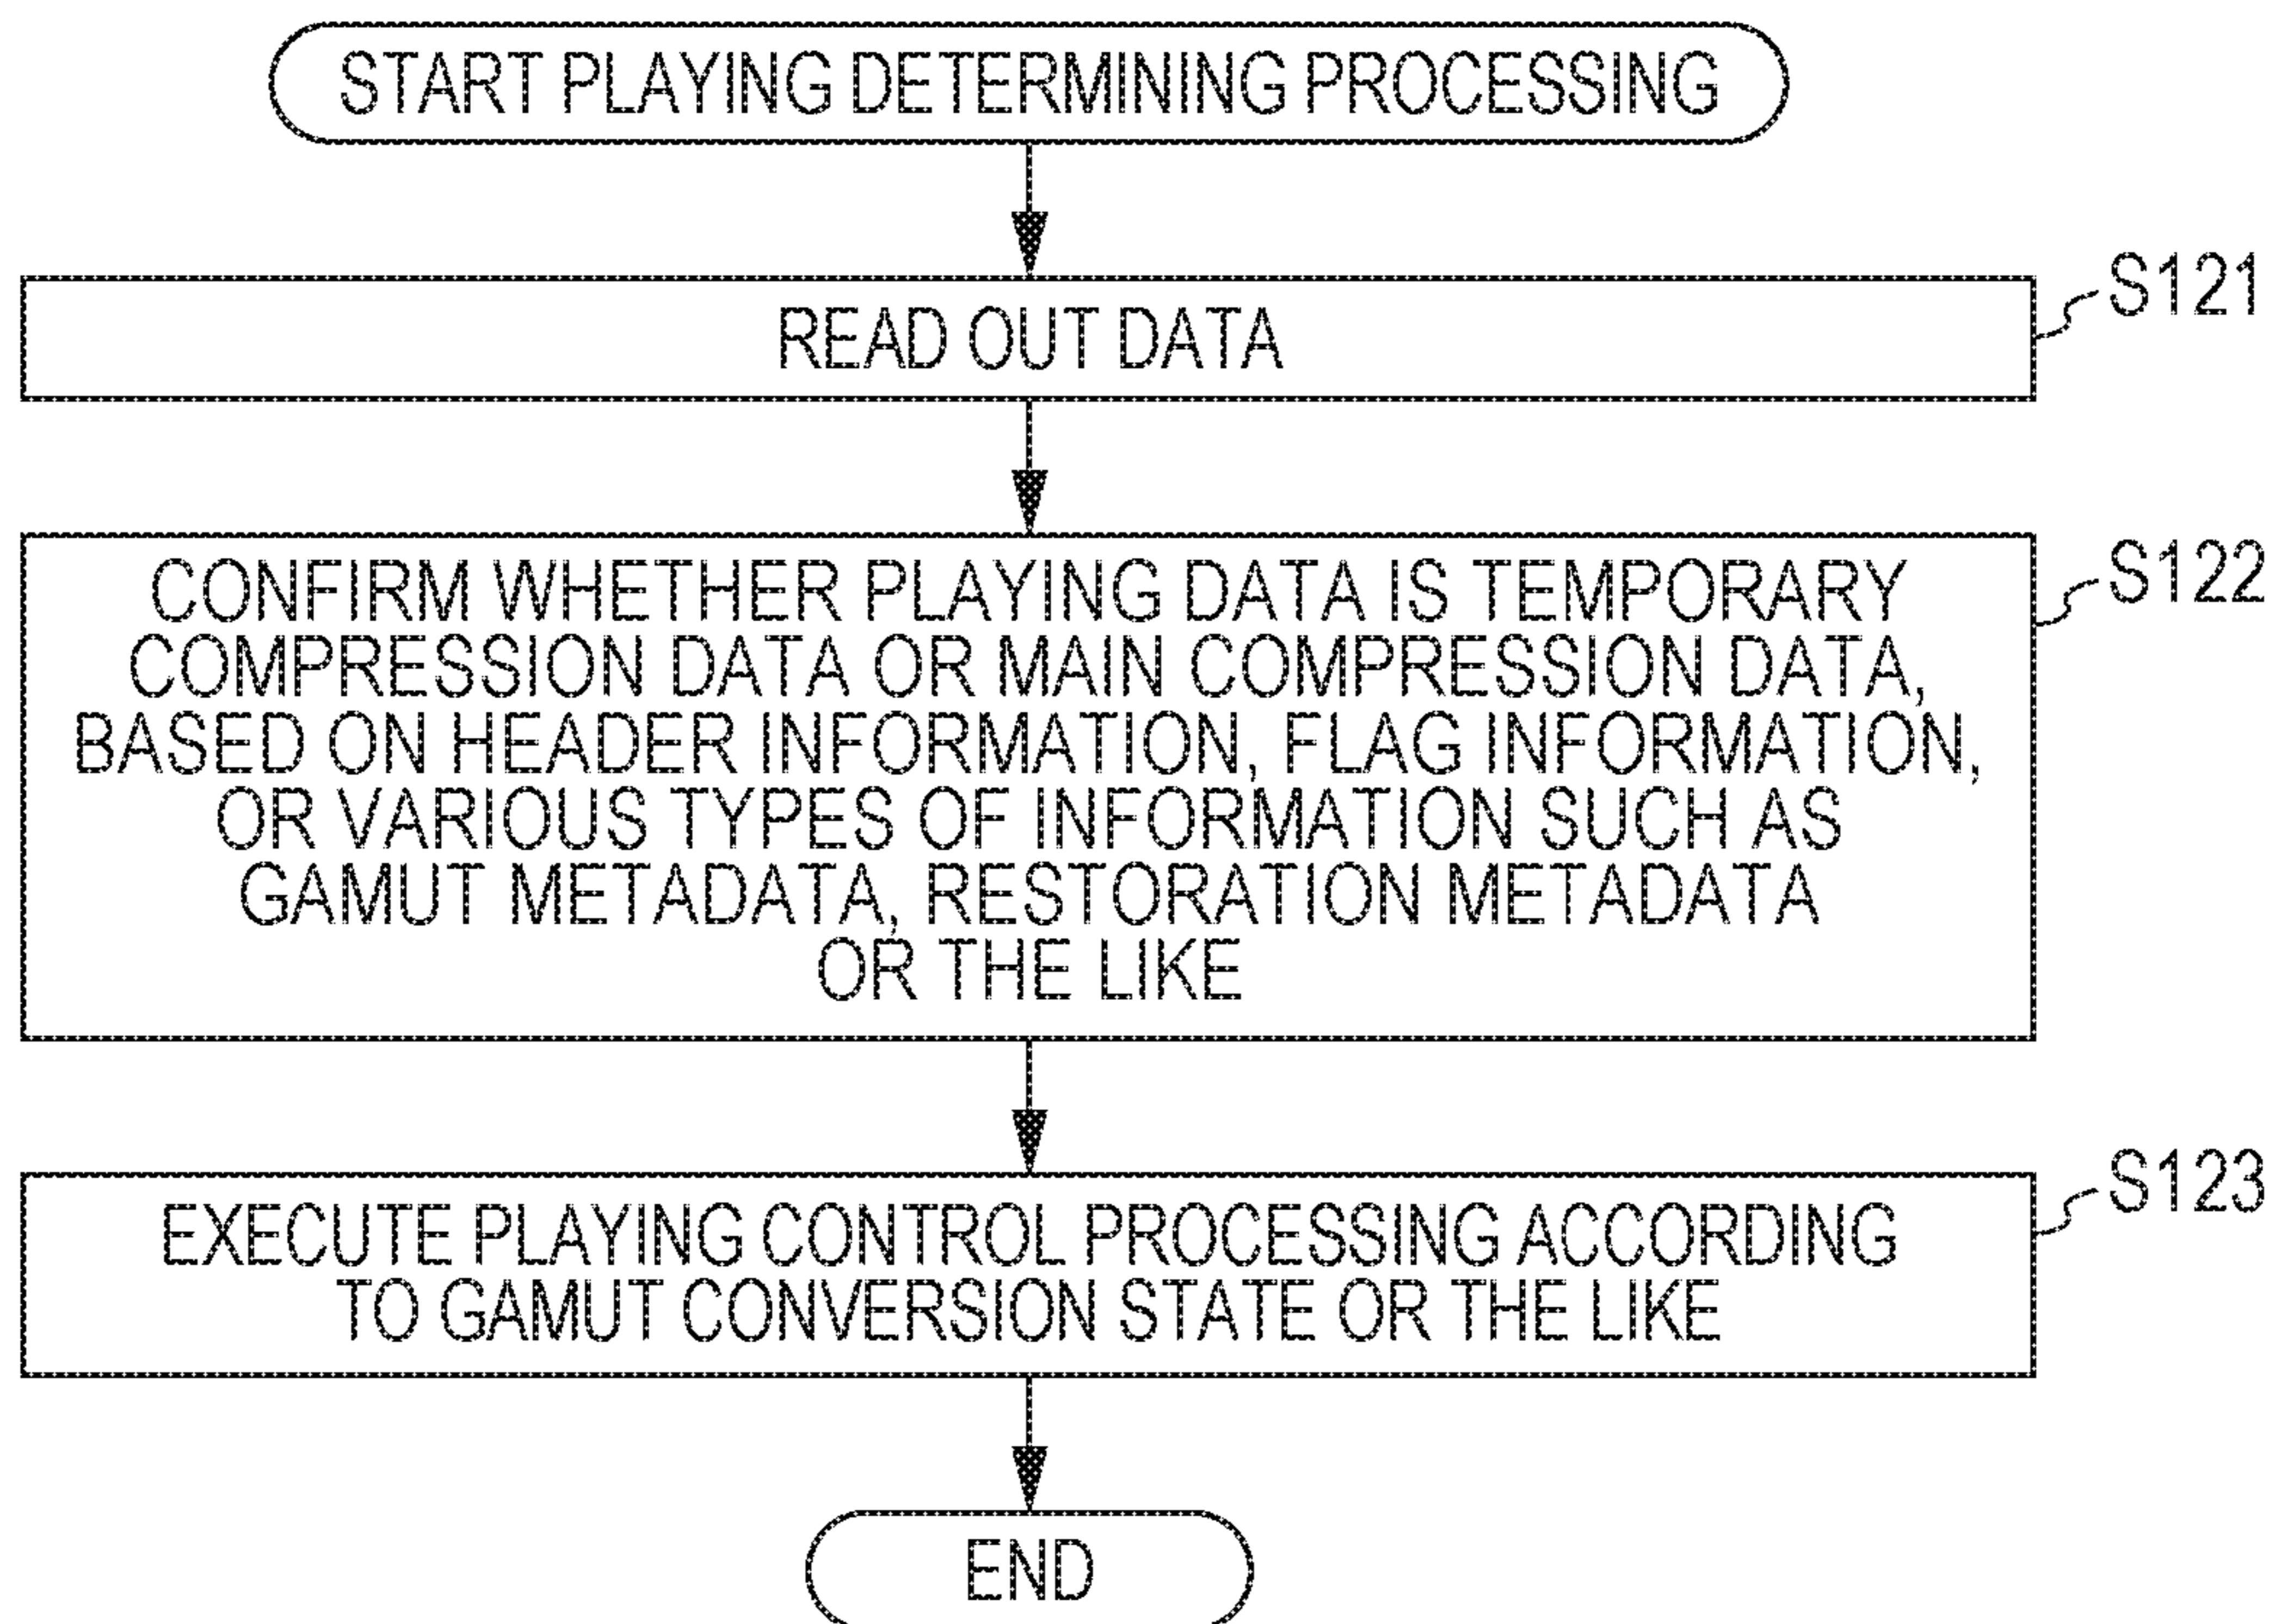 START PLAYING DETERMINING PROCESSING
READ OUT DATA
S121
CONFIRM WHETHER PLAYING DATA IS TEMPORARY
COMPRESSION DATA OR MAIN COMPRESSION DATA,
BASED ON HEADER INFORMATION, FLAG INFORMATION,
OR VARIOUS TYPES OF INFORMATION SUCH AS
GAMUT METADATA, RESTORATION METADATA
OR THE LIKE
S122
EXECUTE PLAYING CONTROL PROCESSING ACCORDING
TO GAMUT CONVERSION STATE OR THE LIKE
S123
END